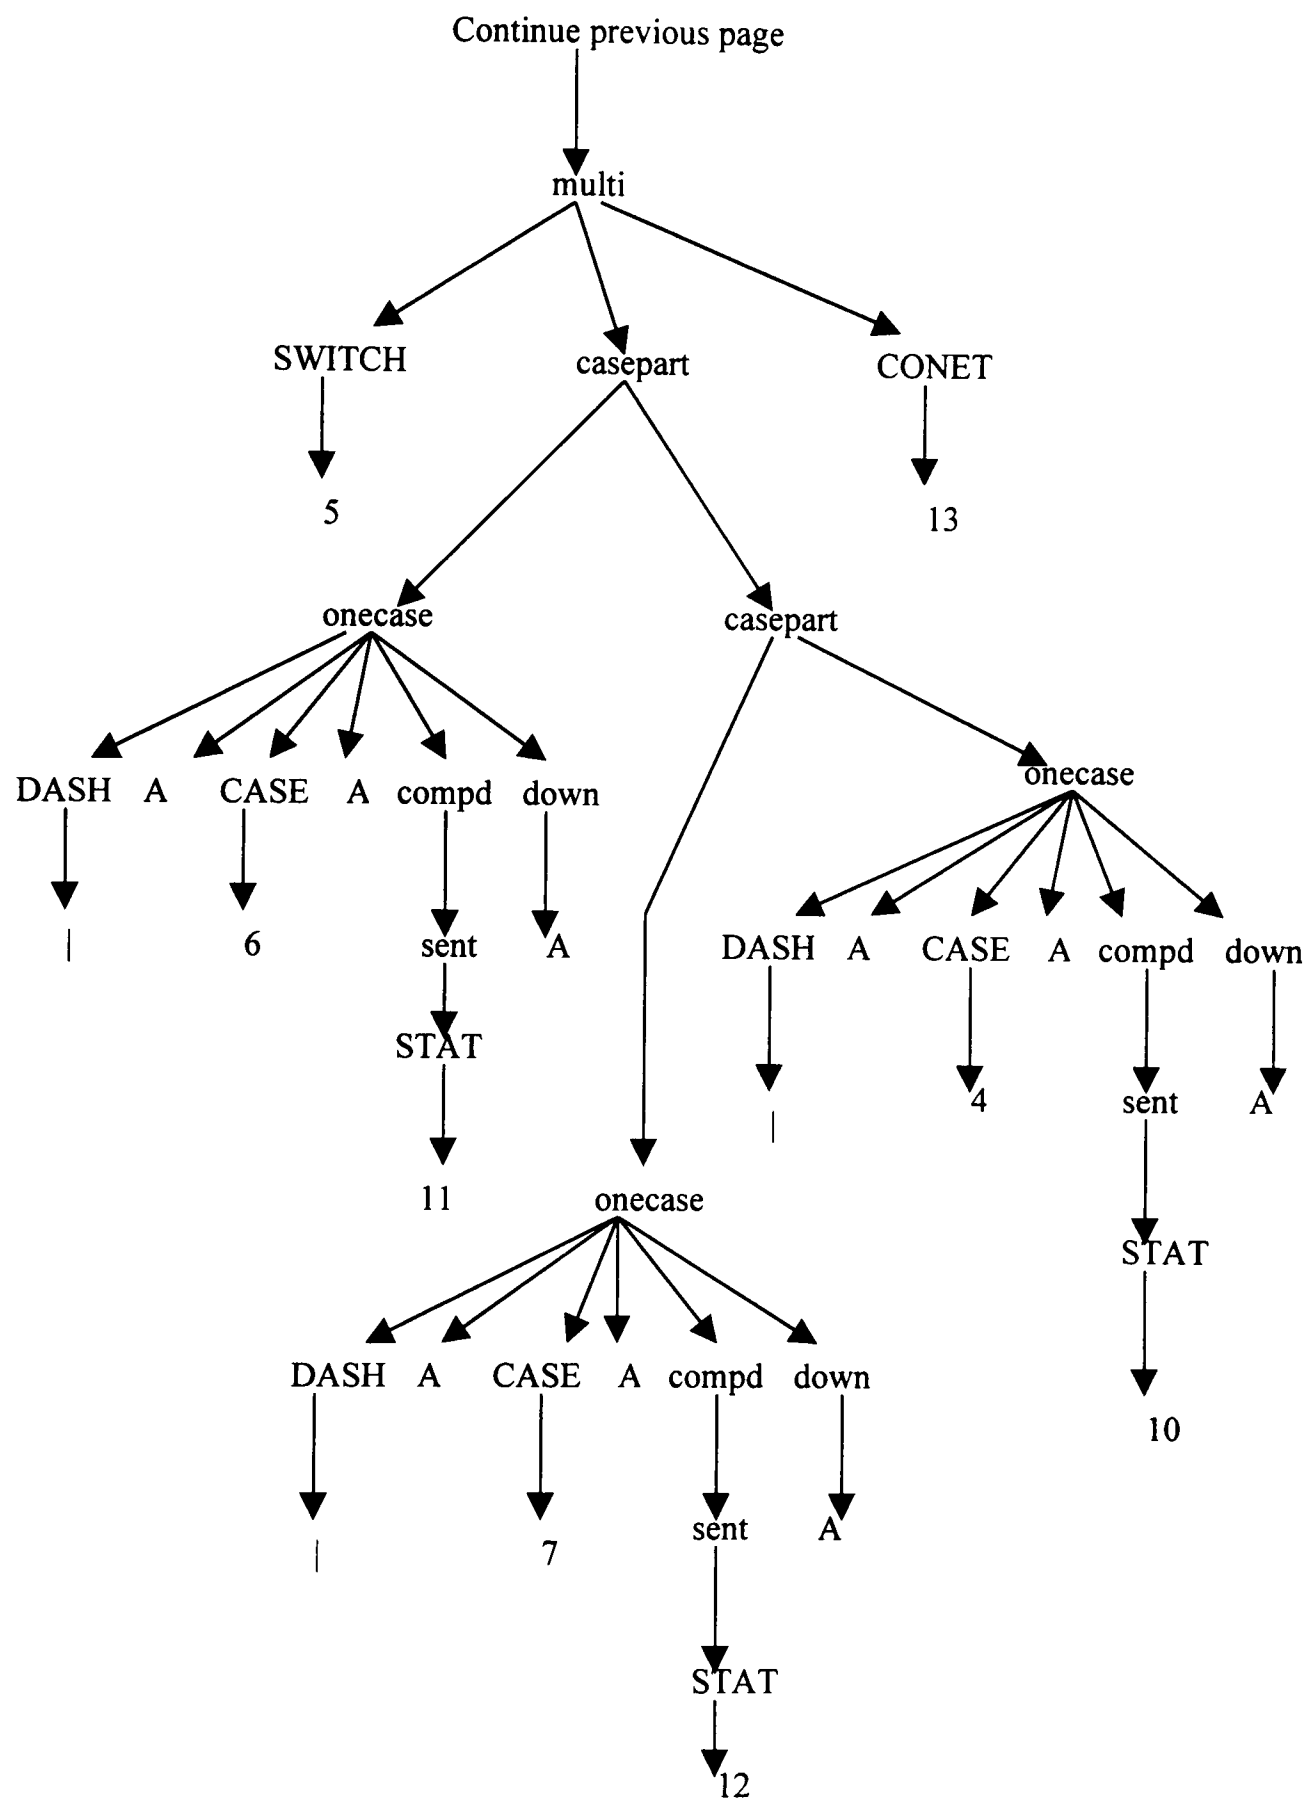 Continue previous page
multi
SWITCH casepart CONET
5 13
onecase casepart
onecase
DASH A CASE A compd down
| 6 sent A
DASH A CASE A compd down
STAT
| 4 sent A
11 onecase
STAT
DASH A CASE A compd down
10
| 7 sent A
STAT
12